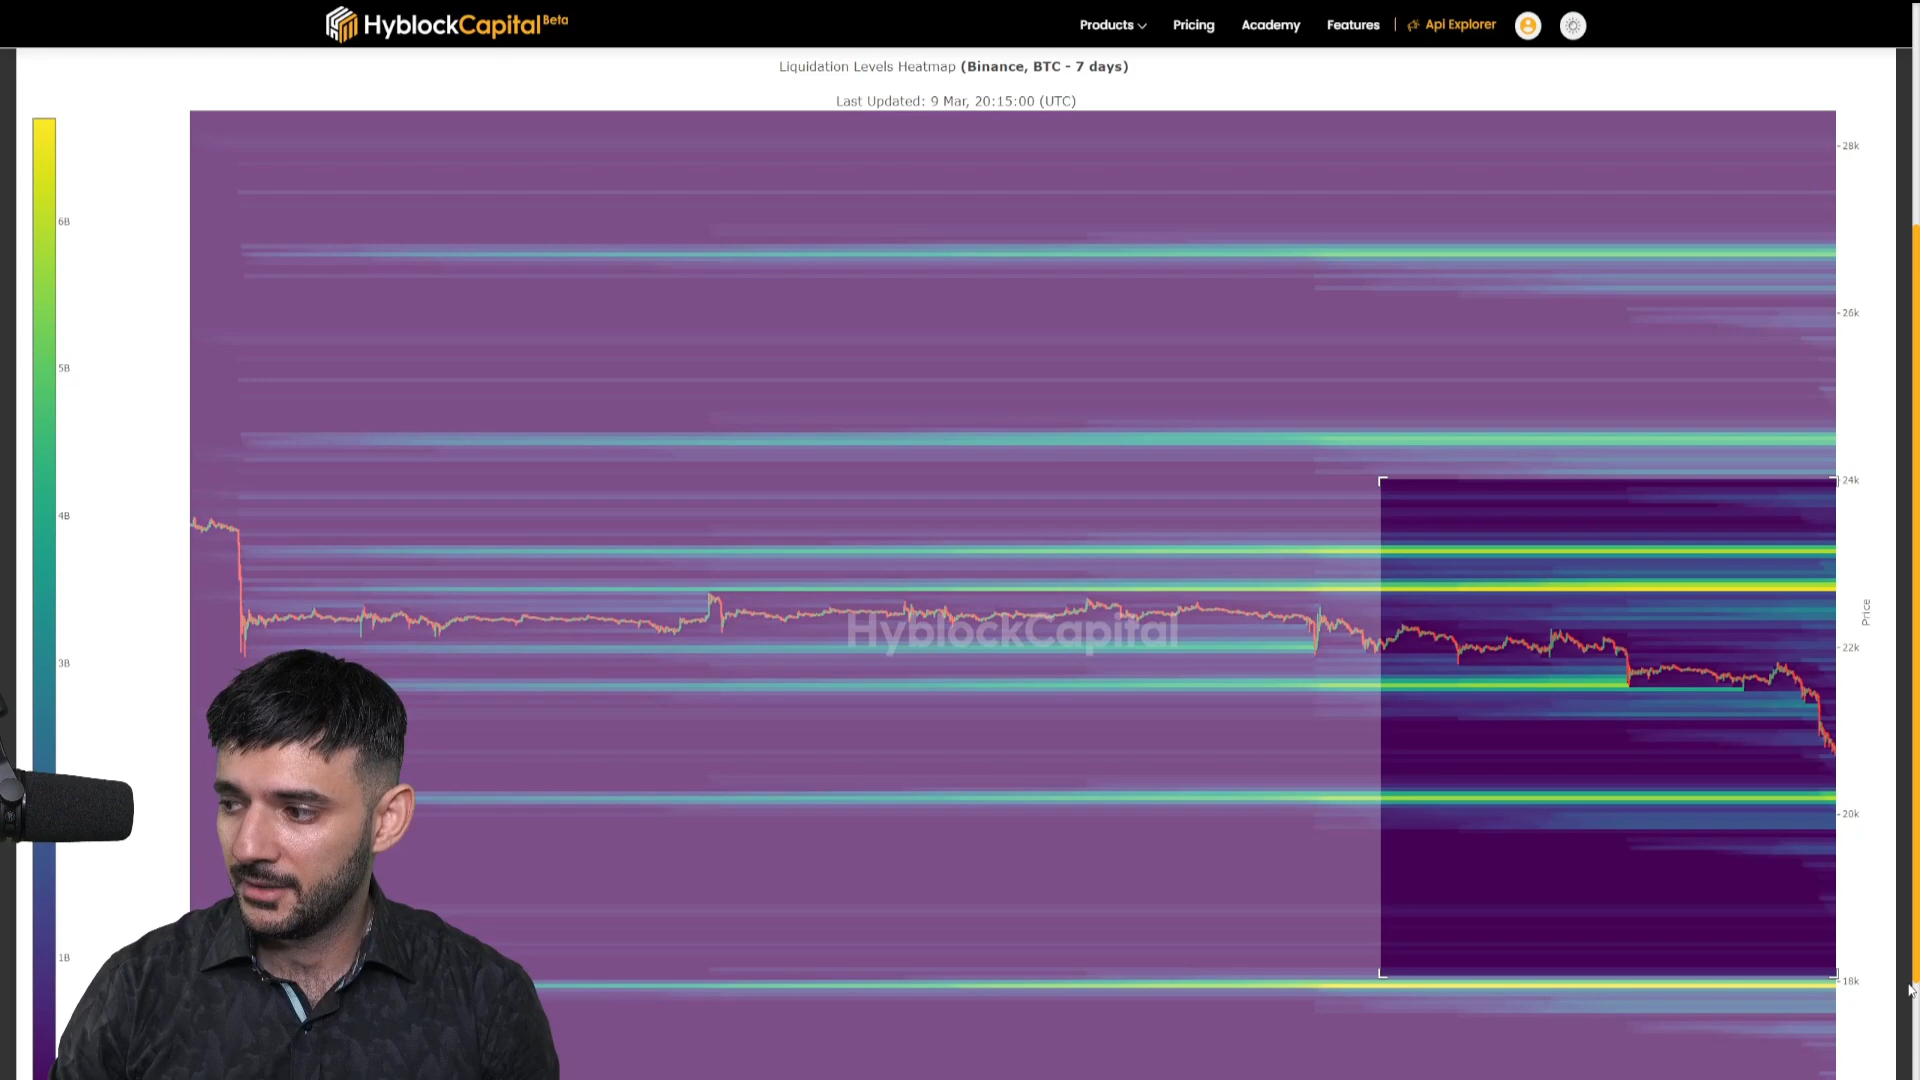 HyblockCapital Beta
Products Pricing Academy Features | Api Explorer
Liquidation Levels Heatmap (Binance, BTC - 7 days)
Last Updated: 9 Mar, 20:15:00 (UTC)
6B
5B
4B
3B
1B
28k
26k
24k
22k
20k
18k
Price
HyblockCapital